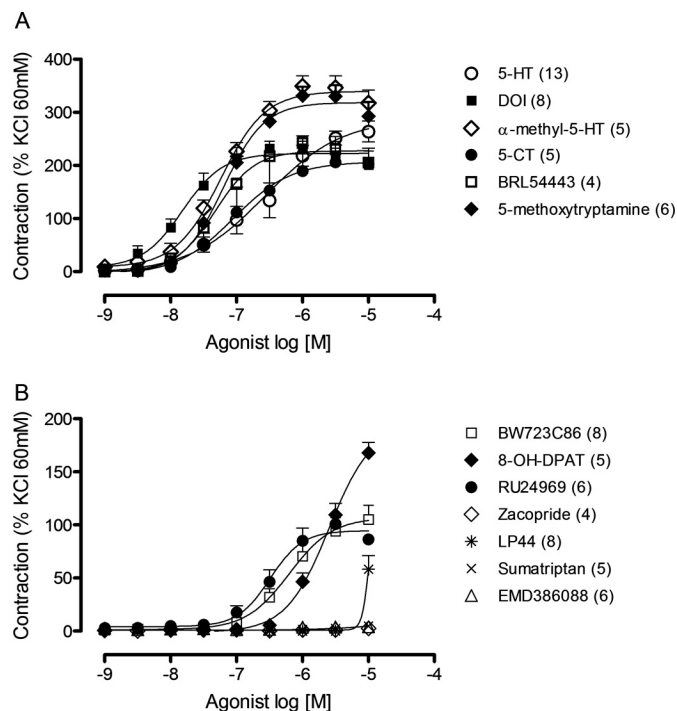 A
Contraction (% KCl 60mM)
400
300
200
100
0
-9 -8 -7 -6 -5 -4
Agonist log [M]
5-HT (13)
DOI (8)
α-methyl-5-HT (5)
5-CT (5)
BRL54443 (4)
5-methoxytryptamine (6)
B
Contraction (% KCl 60mM)
200
150
100
50
0
-9 -8 -7 -6 -5 -4
Agonist log [M]
BW723C86 (8)
8-OH-DPAT (5)
RU24969 (6)
Zacopride (4)
LP44 (8)
Sumatriptan (5)
EMD386088 (6)